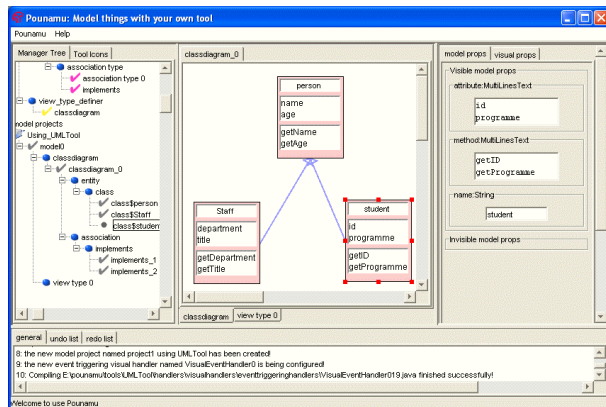 Pounamu: Model things with your own tool
Pounamu Help
Manager Tree Tool Icons
association type
association type 0
implements
view_type_definer
classdiagram
model projects
Using_UMLTool
model0
classdiagram
classdiagram_0
entity
class
class$person
class$Staff
class$studen
association
implements
implements_1
implements_2
view type 0
classdiagram_0
person
name
age
getName
getAge
Staff
department
title
getDepartment
getTitle
student
id
programme
getID
getProgramme
classdiagram view type 0
model props visual props
Visible model props
attribute:MultiLinesText
id
programme
method:MultiLinesText
getID
getProgramme
name:String
student
Invisible model props
general undo list redo list
8: the new model project named project1 using UMLTool has been created!
9: the new event triggering visual handler named VisualEventHandler0 is being configured!
10: Compiling E:\pounamu\tools\UMLTool\handlers\visualhandlers\eventtriggeringhandlers\VisualEventHandler019.java finished successfully!
Welcome to use Pounamu